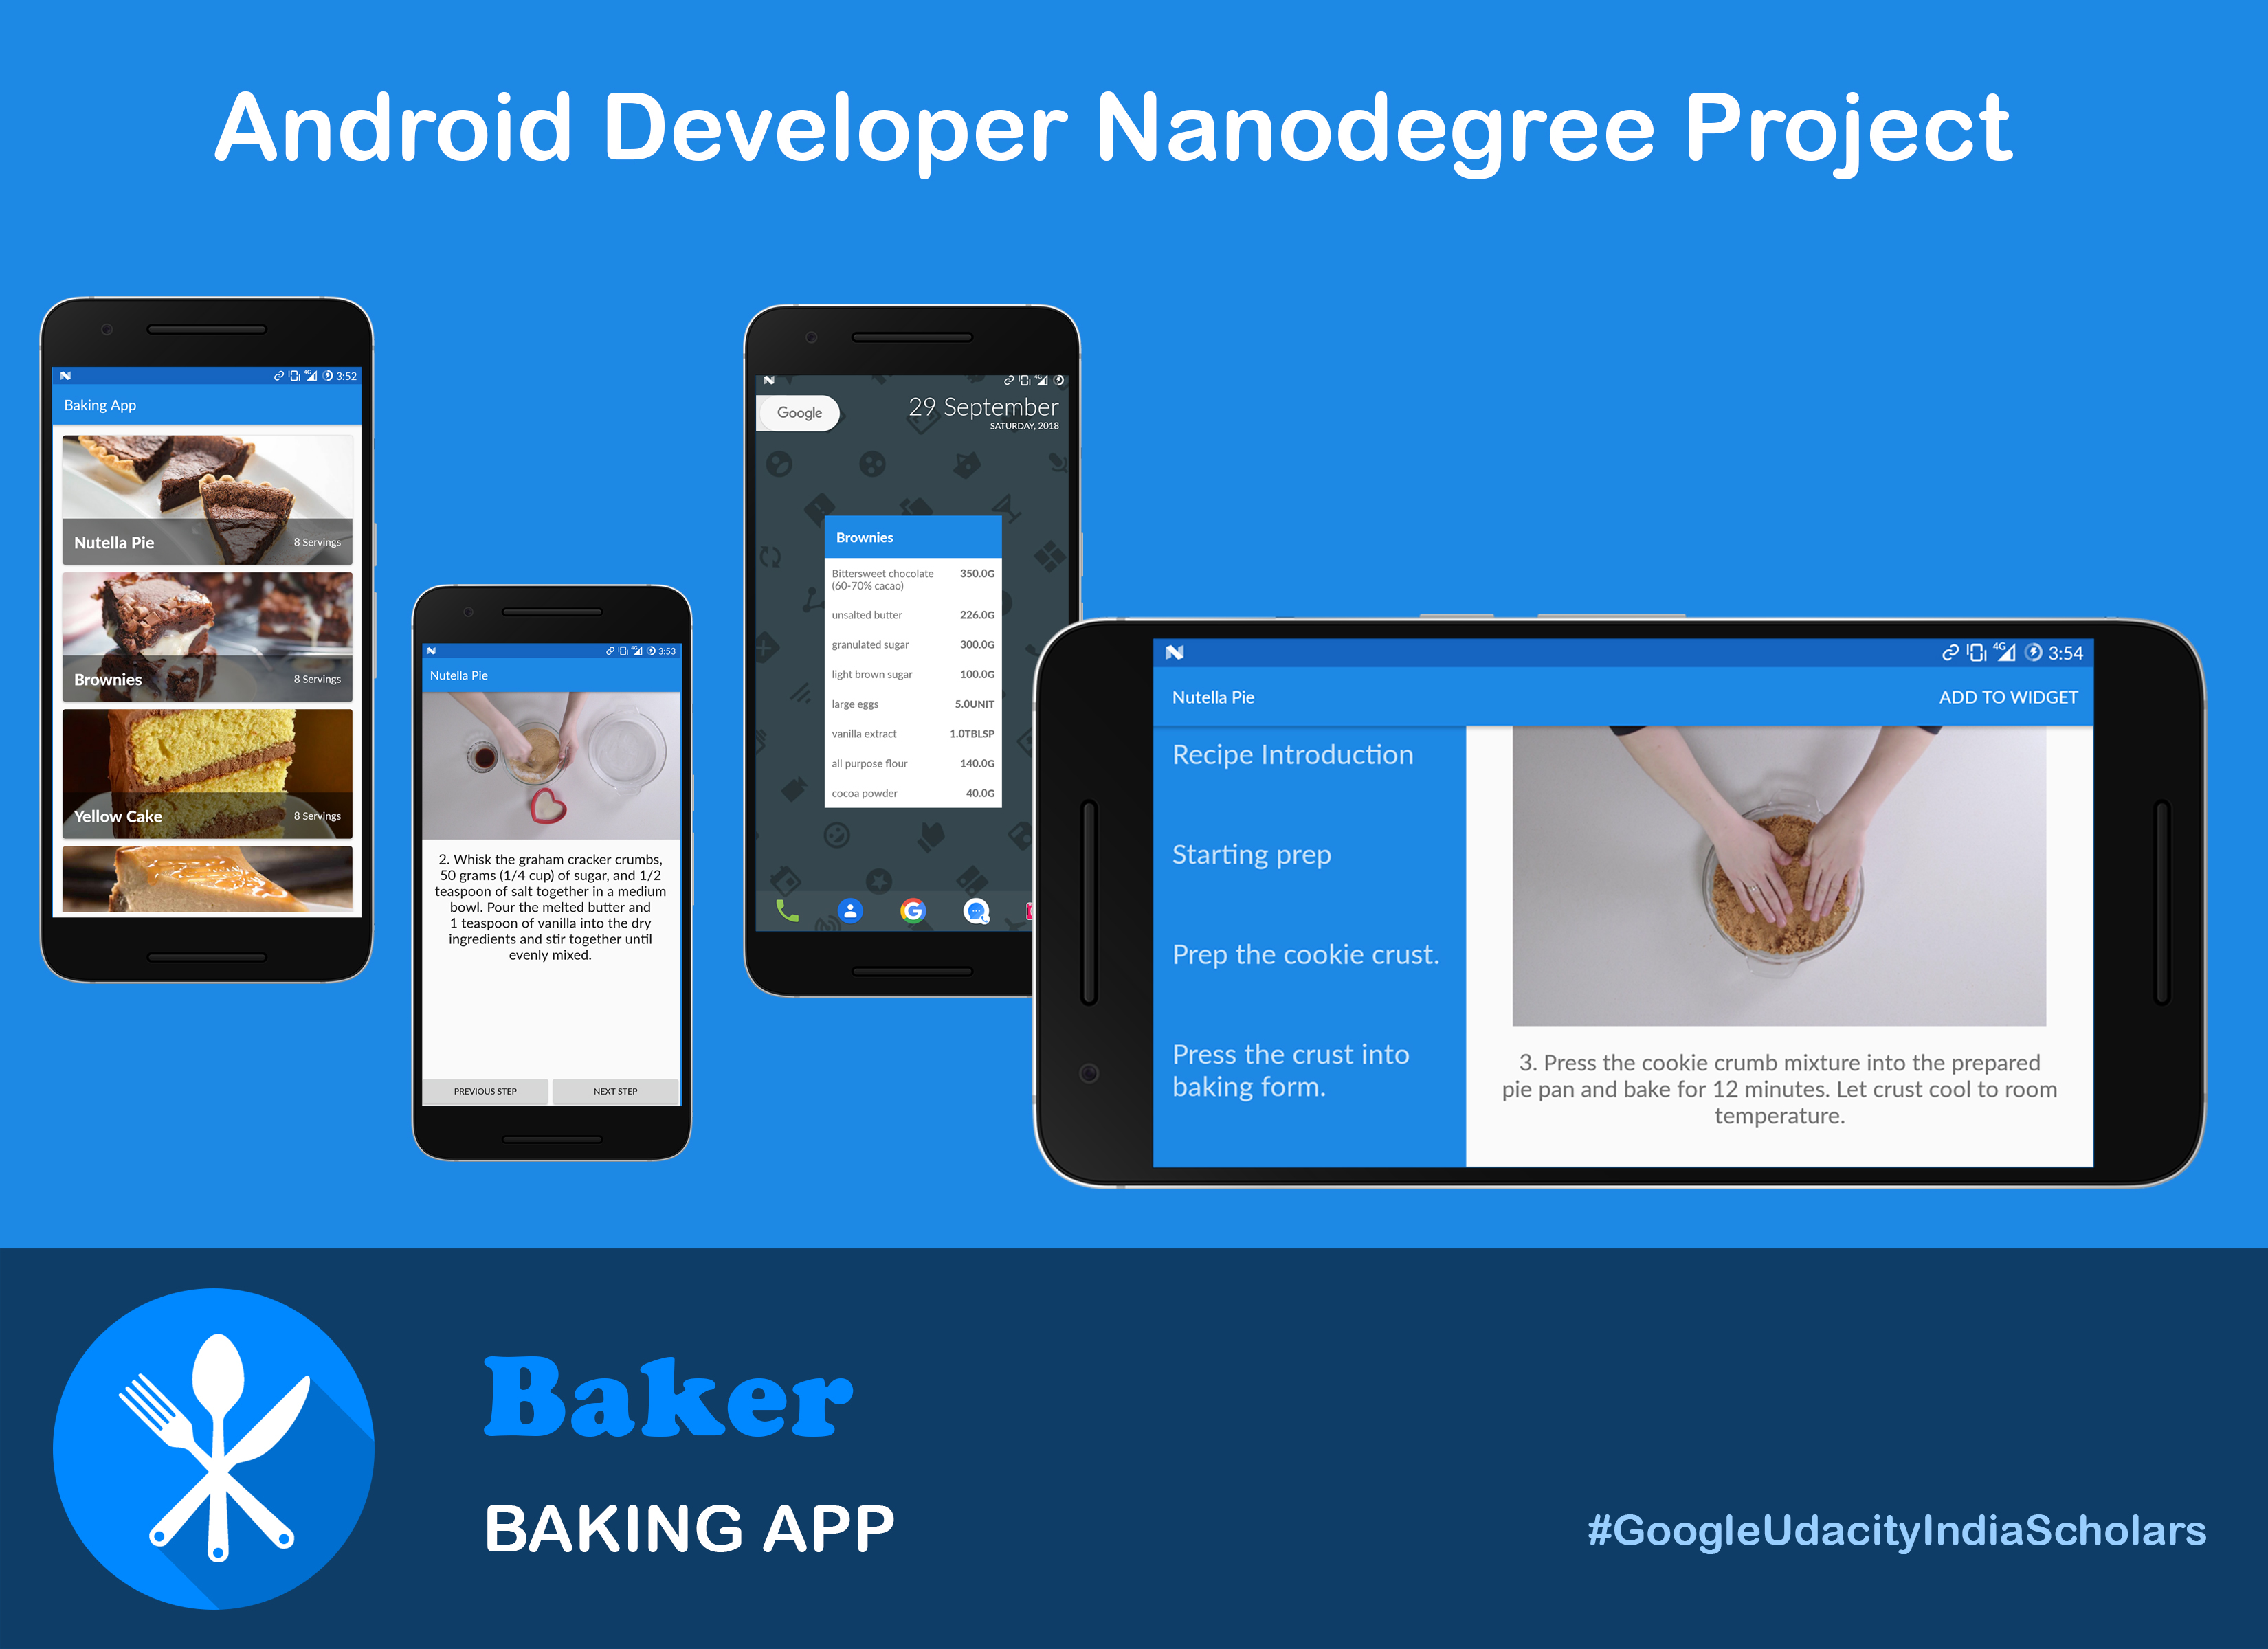 Android Developer Nanodegree Project
3:52
Baking App
Nutella Pie
8 Servings
Brownies
8 Servings
Yellow Cake
8 Servings
4G
3:53
Nutella Pie
2. Whisk the graham cracker crumbs,
50 grams (1/4 cup) of sugar, and 1/2
teaspoon of salt together in a medium
bowl. Pour the melted butter and
1 teaspoon of vanilla into the dry
ingredients and stir together until
evenly mixed.
PREVIOUS STEP
NEXT STEP
Google
29 September
SATURDAY, 2018
Brownies
Bittersweet chocolate
(60-70% cacao)
350.0G
unsalted butter 226.0G
granulated sugar 300.0G
light brown sugar 100.0G
large eggs 5.0UNIT
vanilla extract 1.0TBLSP
all purpose flour 140.0G
cocoa powder 40.0G
4G
3:54
Nutella Pie
ADD TO WIDGET
Recipe Introduction
Starting prep
Prep the cookie crust.
Press the crust into
baking form.
3. Press the cookie crumb mixture into the prepared
pie pan and bake for 12 minutes. Let crust cool to room
temperature.
Baker
BAKING APP
#GoogleUdacityIndiaScholars